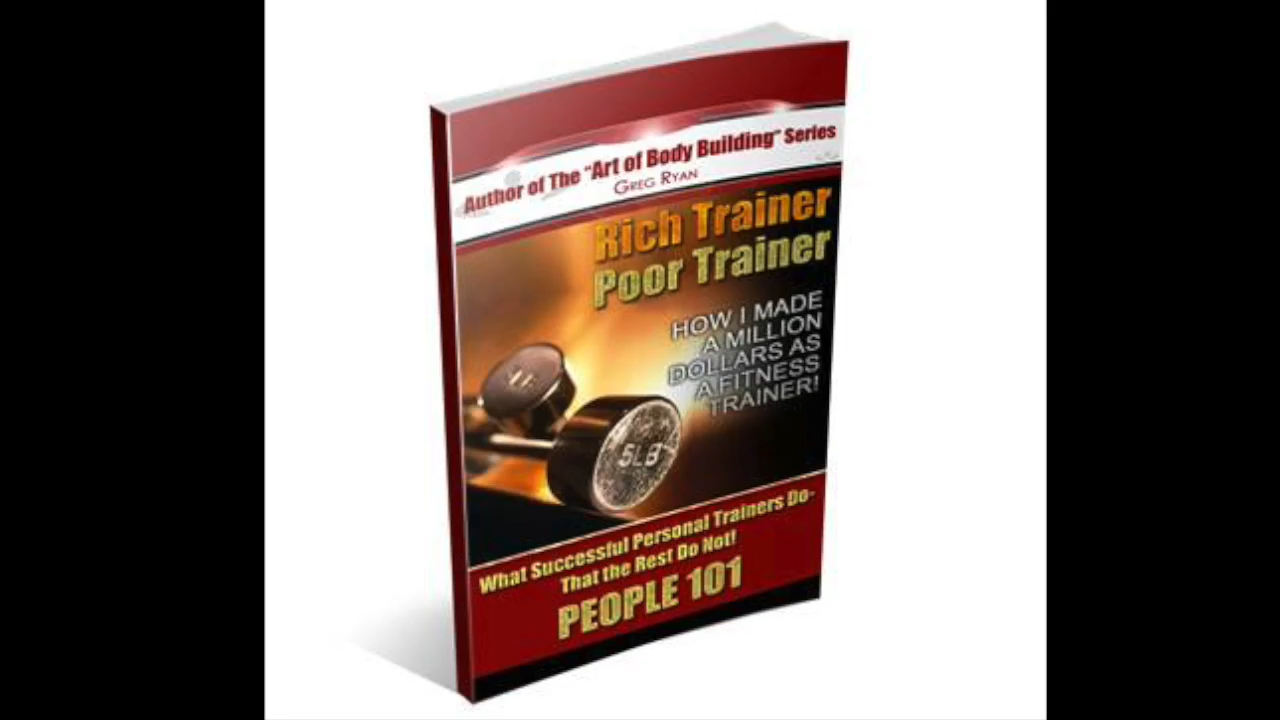 Author of The "Art of Body Building" Series
GREG RYAN
Rich Trainer
Poor Trainer
HOW I MADE
A MILLION
DOLLARS AS
A FITNESS
TRAINER!
5LB
What Successful Personal Trainers Do-
That the Rest Do Not!
PEOPLE 101